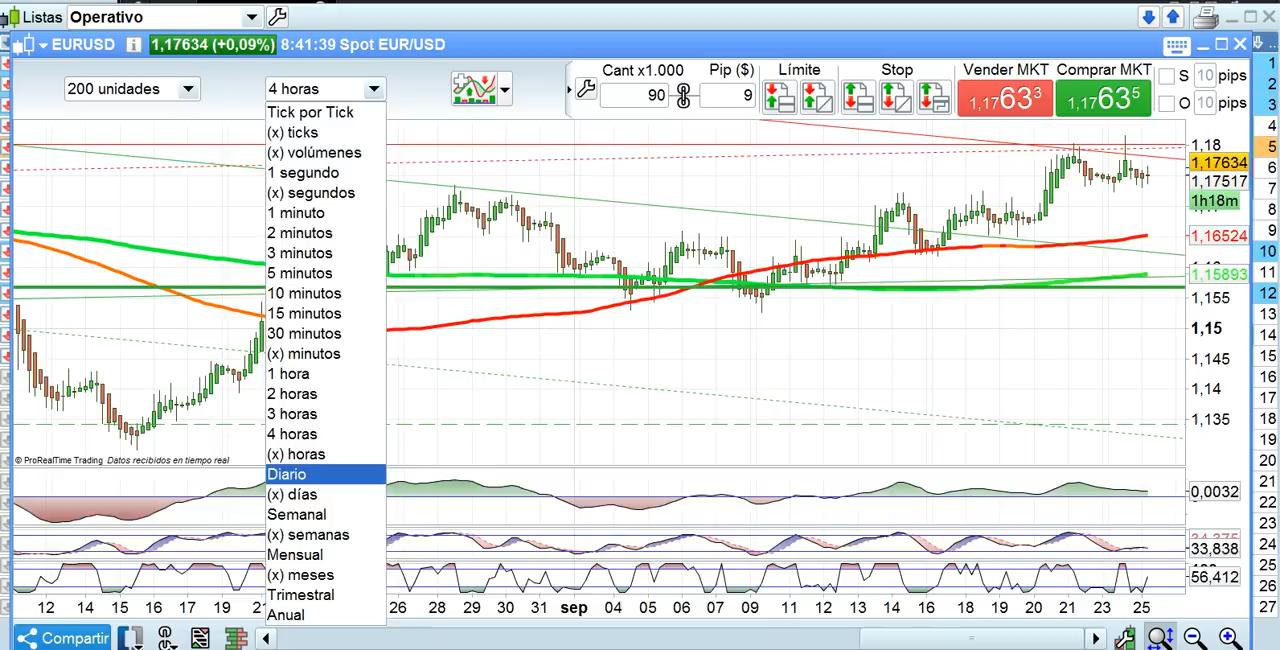 Listas Operativo
EURUSD i 1,17634 (+0,09%) 8:41:39 Spot EUR/USD
200 unidades
4 horas
Cant x1.000
90
Pip ($)
9
Límite
Stop
Vender MKT
1,17633
Comprar MKT
1,17635
S 10 pips
O 10 pips
Tick por Tick
(x) ticks
(x) volúmenes
1 segundo
(x) segundos
1 minuto
2 minutos
3 minutos
5 minutos
10 minutos
15 minutos
30 minutos
(x) minutos
1 hora
2 horas
3 horas
4 horas
(x) horas
Diario
(x) días
Semanal
(x) semanas
Mensual
(x) meses
Trimestral
Anual
1,18
1,17634
1,17517
1h18m
1,16524
1,15893
1,155
1,15
1,145
1,14
1,135
© ProRealTime Trading Datos recibidos en tiempo real
0,0032
33,838
56,412
12 14 15 16 17 19 26 28 29 30 31 sep 04 05 06 07 09 11 12 13 14 16 18 19 20 21 23 25
Compartir
1
2
3
4
5
6
7
8
9
10
11
12
13
14
15
16
17
18
19
20
21
22
23
24
25
26
27